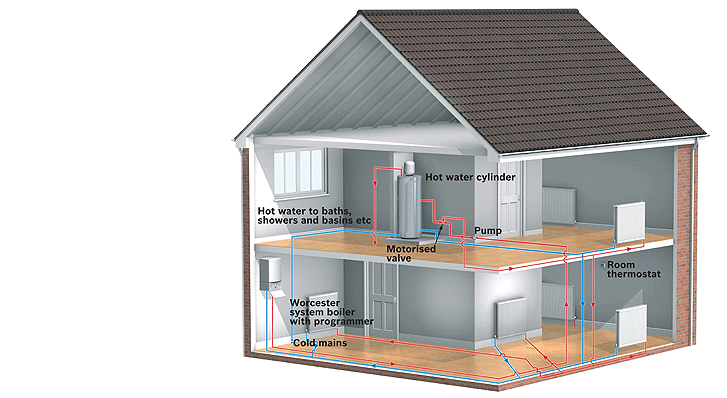 Hot water cylinder
Hot water to baths,
showers and basins etc
Pump
Motorised
valve
Room
thermostat
Worcester
system boiler
with programmer
Cold mains